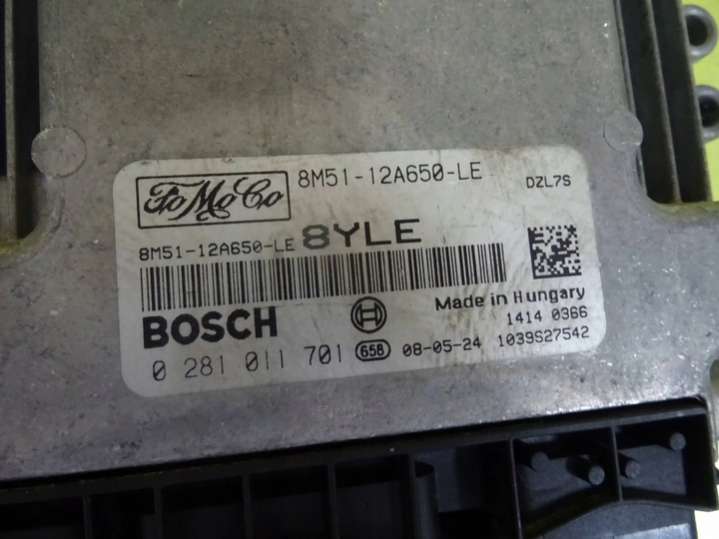 FoMoCo
8M51-12A650-LE
DZL7S
8M51-12A650-LE 8YLE
BOSCH
Made in Hungary
1414 0366
0 281 011 701 658 08-05-24 1039S27542